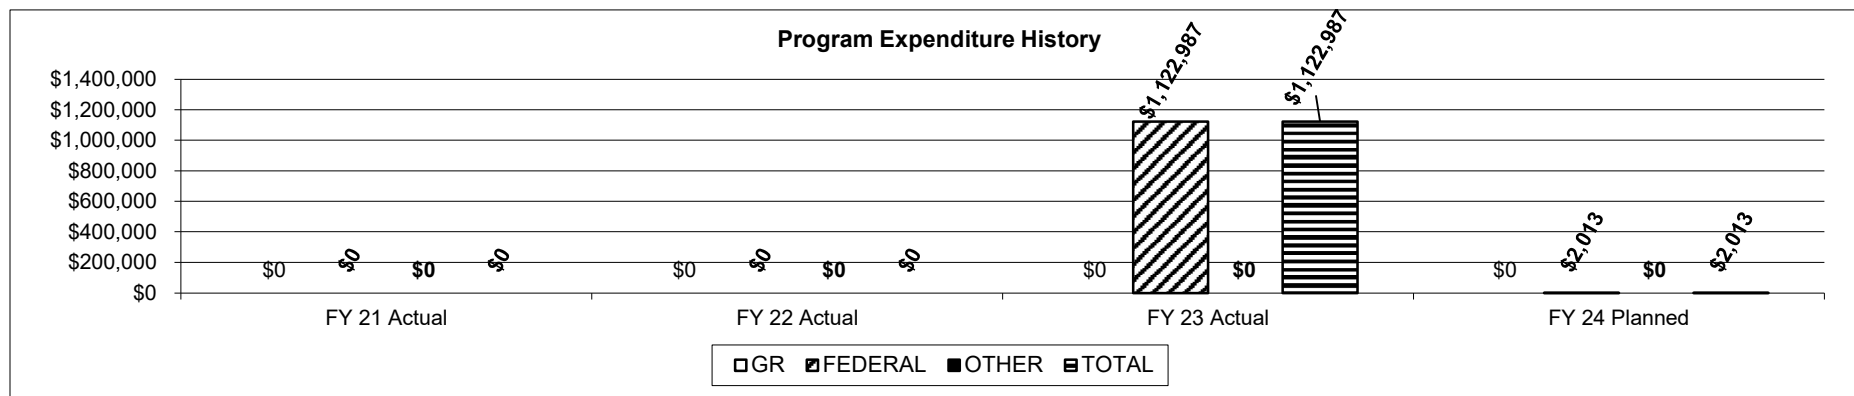 Program Expenditure History
$1,122,987
$1,122,987
$1,400,000
$1,200,000
$1,000,000
$800,000
$600,000
$400,000
$200,000
$0
$0 $0 $0 $0
$0 $0 $0 $0
$0 $0
$0 $2,013 $0 $2,013
FY 21 Actual FY 22 Actual FY 23 Actual FY 24 Planned
GR FEDERAL OTHER TOTAL